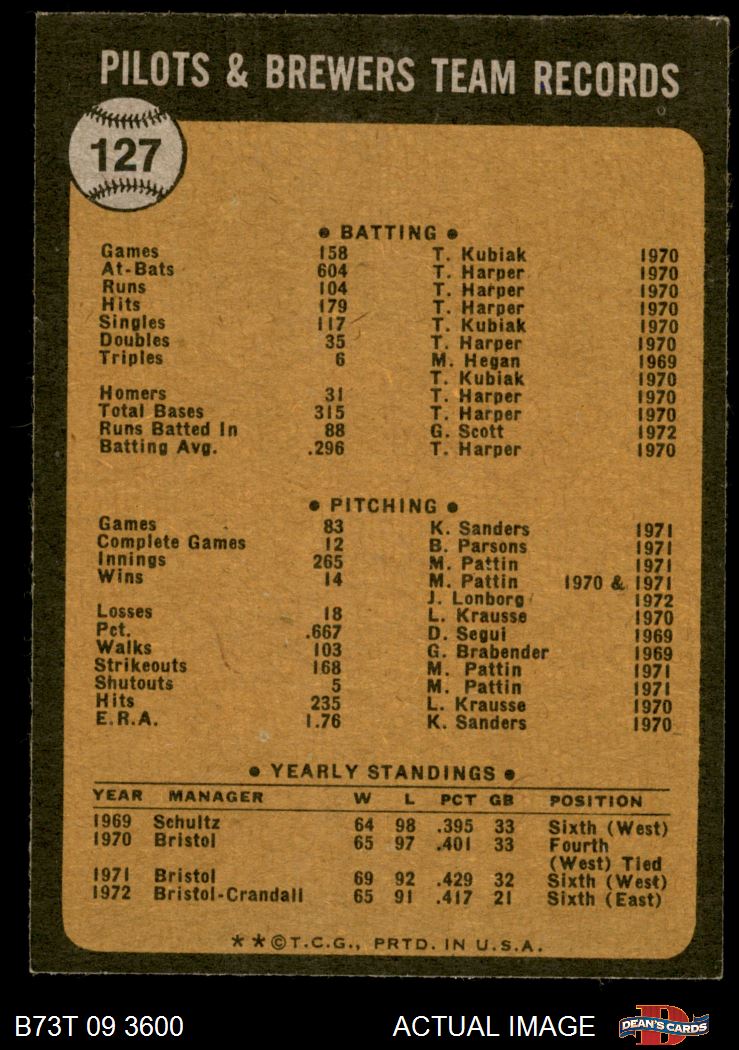 PILOTS & BREWERS TEAM RECORDS
127
• BATTING •
Games 158 T. Kubiak 1970
At-Bats 604 T. Harper 1970
Runs 104 T. Harper 1970
Hits 179 T. Harper 1970
Singles 117 T. Kubiak 1970
Doubles 35 T. Harper 1970
Triples 6 M. Hegan 1969
T. Kubiak 1970
Homers 31 T. Harper 1970
Total Bases 315 T. Harper 1970
Runs Batted In 88 G. Scott 1972
Batting Avg. .296 T. Harper 1970
• PITCHING •
Games 83 K. Sanders 1971
Complete Games 12 B. Parsons 1971
Innings 265 M. Pattin 1971
Wins 14 M. Pattin 1970 & 1971
J. Lonborg 1972
Losses 18 L. Krausse 1970
Pct. .667 D. Segui 1969
Walks 103 G. Brabender 1969
Strikeouts 168 M. Pattin 1971
Shutouts 5 M. Pattin 1971
Hits 235 L. Krausse 1970
E.R.A. 1.76 K. Sanders 1970
• YEARLY STANDINGS •
YEAR MANAGER W L PCT GB POSITION
1969 Schultz 64 98 .395 33 Sixth (West)
1970 Bristol 65 97 .401 33 Fourth
(West) Tied
1971 Bristol 69 92 .429 32 Sixth (West)
1972 Bristol-Crandall 65 91 .417 21 Sixth (East)
**©T.C.G., PRTD. IN U.S.A.
B73T 09 3600 ACTUAL IMAGE D DEAN'S CARDS